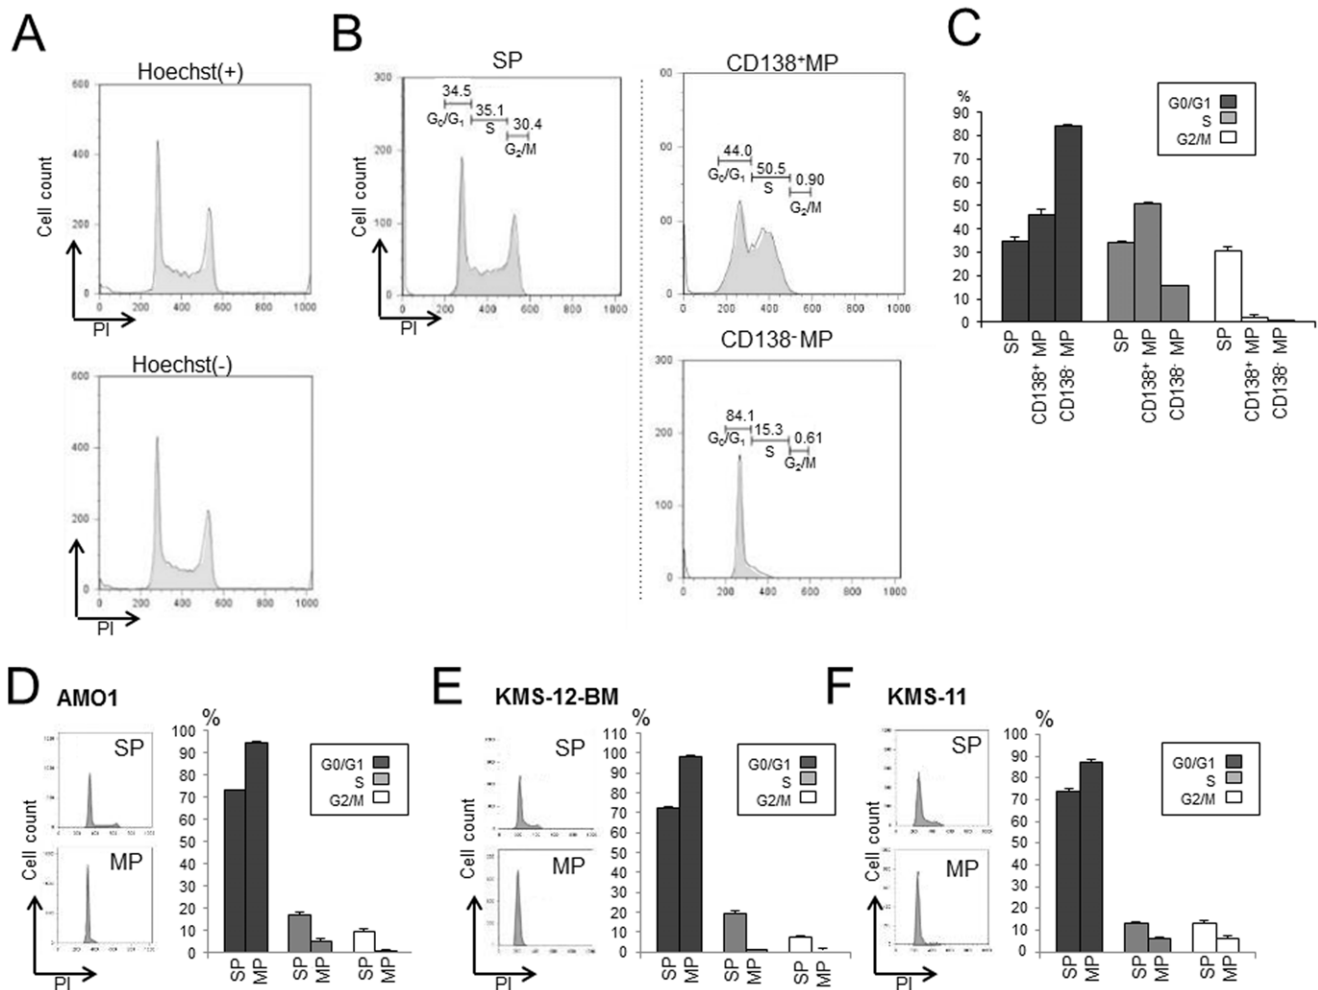 A
Hoechst(+)
600
400
200
0
0 200 400 600 800 1000
Cell count
PI
Hoechst(-)
600
400
200
0
0 200 400 600 800 1000
PI
B
SP
300
200
100
0
34.5
G₀/G₁
35.1
S
30.4
G₂/M
0 200 400 600 800 1000
Cell count
PI
CD138⁺MP
00
00
00
0
44.0
G₀/G₁
50.5
S
0.90
G₂/M
0 200 400 600 800 1000
CD138⁻MP
300
200
100
0
84.1
G₀/G₁
15.3
S
0.61
G₂/M
0 200 400 600 800 1000
C
%
90
80
70
60
50
40
30
20
10
0
G0/G1
S
G2/M
SP
CD138⁺ MP
CD138⁻ MP
SP
CD138⁺ MP
CD138⁻ MP
SP
CD138⁺ MP
CD138⁻ MP
D
AMO1
SP
MP
Cell count
PI
%
100
90
80
70
60
50
40
30
20
10
0
G0/G1
S
G2/M
SP MP SP MP SP MP
E
KMS-12-BM
SP
MP
Cell count
PI
%
110
100
90
80
70
60
50
40
30
20
10
0
G0/G1
S
G2/M
SP MP SP MP SP MP
F
KMS-11
SP
MP
Cell count
PI
%
100
90
80
70
60
50
40
30
20
10
0
G0/G1
S
G2/M
SP MP SP MP SP MP